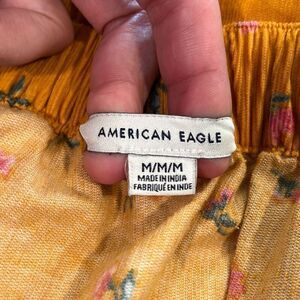 AMERICAN EAGLE
M/M/M
MADE IN INDIA
FABRIQUÉ EN INDE